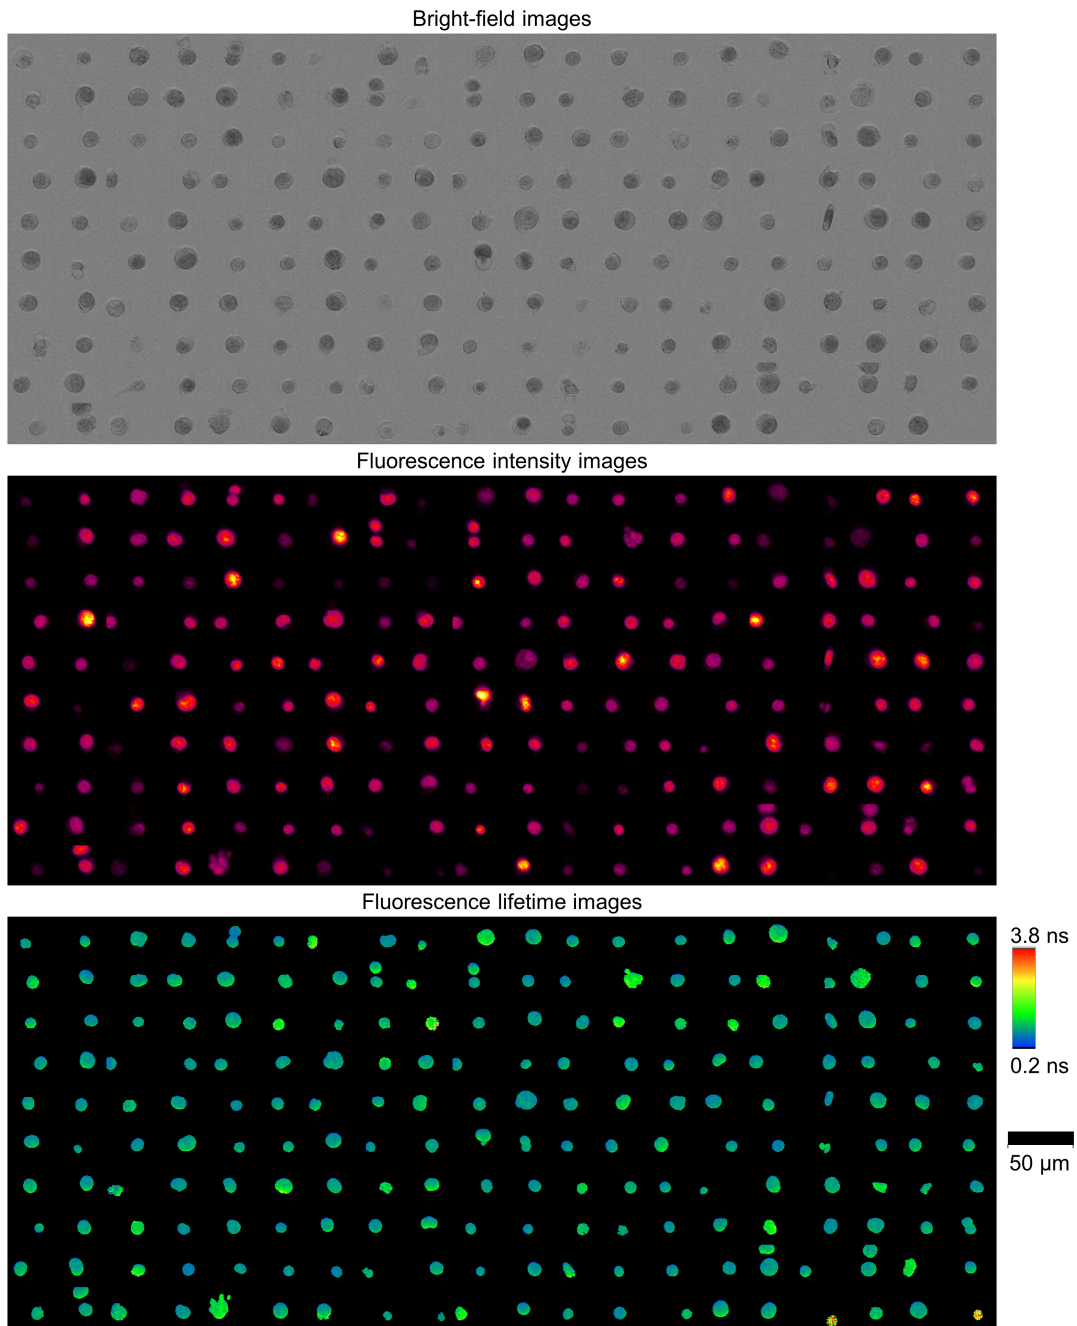 Bright-field images
Fluorescence intensity images
Fluorescence lifetime images
3.8 ns
0.2 ns
50 µm